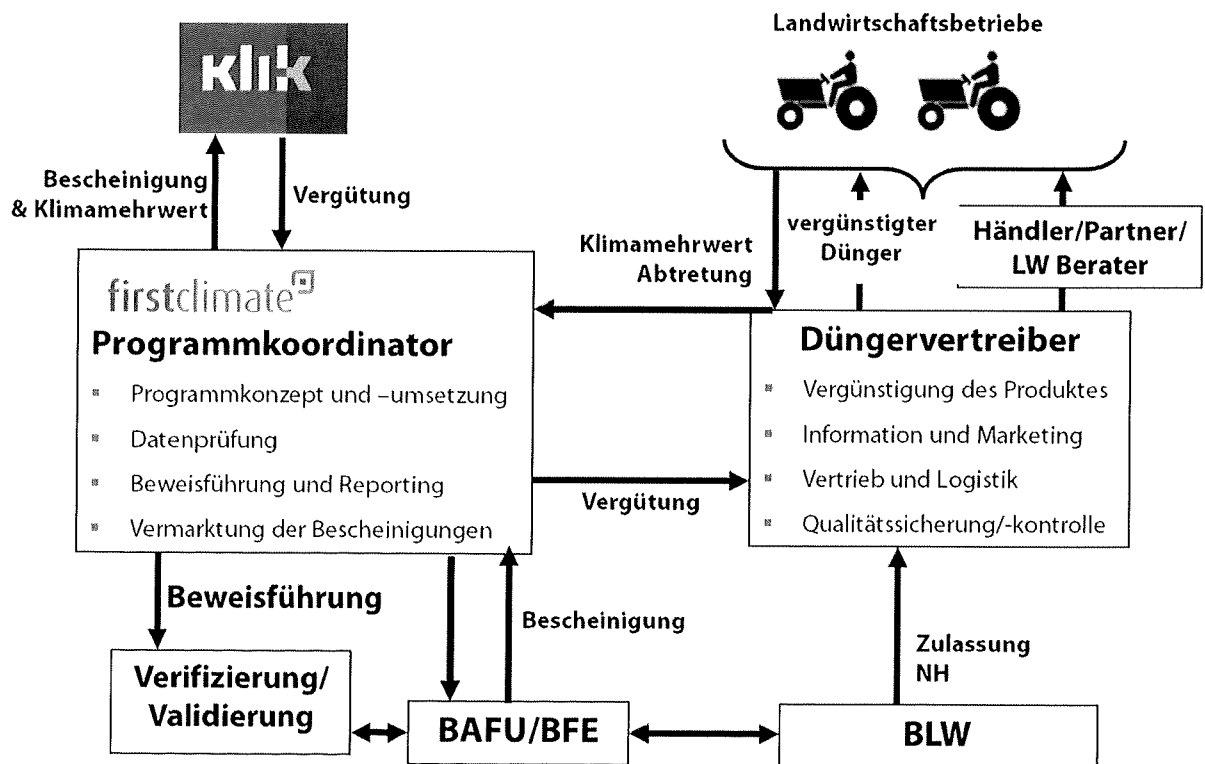 klik
Landwirtschaftsbetriebe
Bescheinigung
& Klimamehrwert
Vergütung
Klimamehrwert
Abtretung
vergünstigter
Dünger
Händler/Partner/
LW Berater
firstclimate
Programmkoordinator
Programmkonzept und –umsetzung
Datenprüfung
Beweisführung und Reporting
Vermarktung der Bescheinigungen
Vergütung
Düngervertreiber
Vergünstigung des Produktes
Information und Marketing
Vertrieb und Logistik
Qualitätssicherung/-kontrolle
Beweisführung
Bescheinigung
Zulassung
NH
Verifizierung/
Validierung
BAFU/BFE
BLW